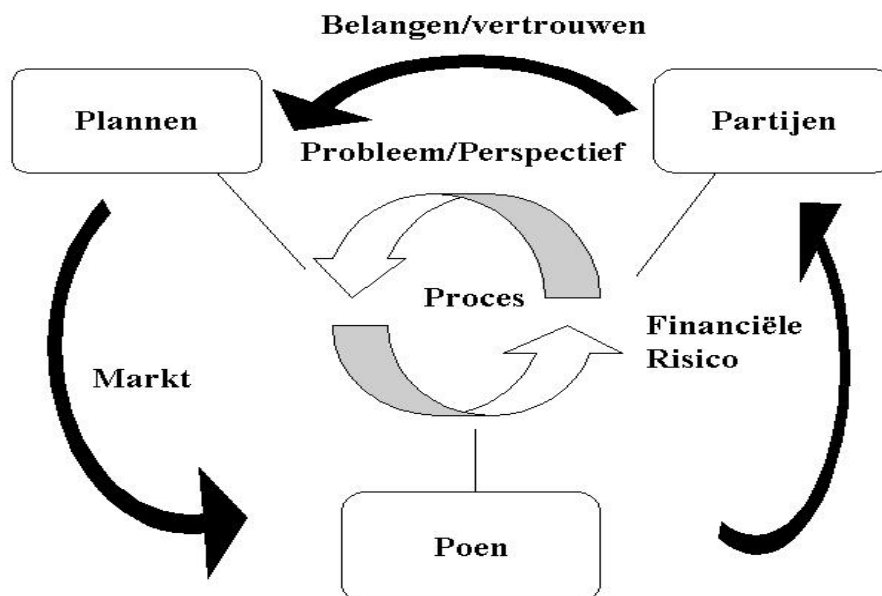 Belangen/vertrouwen
Plannen
Partijen
Probleem/Perspectief
Proces
Financiële
Risico
Markt
Poen